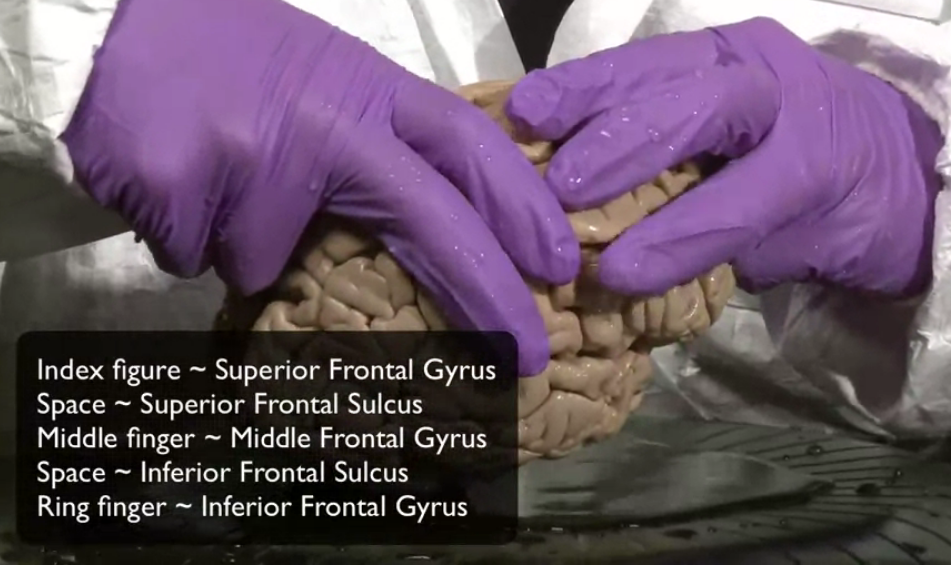 Index figure ~ Superior Frontal Gyrus
Space ~ Superior Frontal Sulcus
Middle finger ~ Middle Frontal Gyrus
Space ~ Inferior Frontal Sulcus
Ring finger ~ Inferior Frontal Gyrus